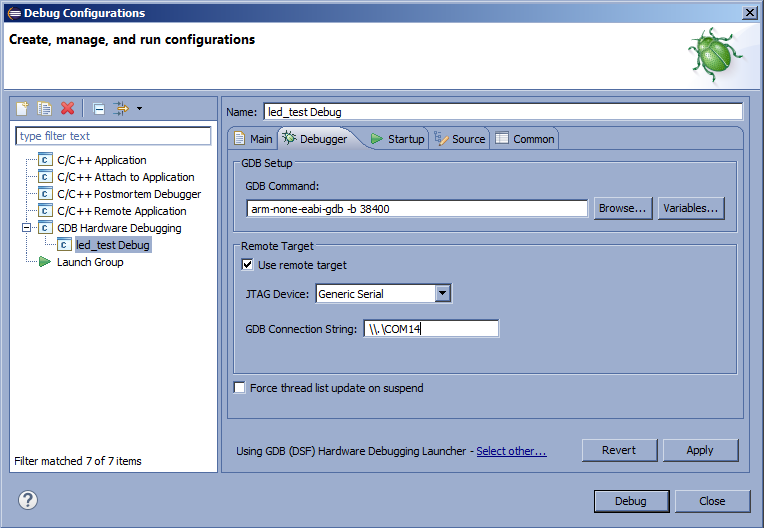 Debug Configurations
Create, manage, and run configurations
type filter text
C/C++ Application
C/C++ Attach to Application
C/C++ Postmortem Debugger
C/C++ Remote Application
GDB Hardware Debugging
led_test Debug
Launch Group
Filter matched 7 of 7 items
Name: led_test Debug
Main Debugger Startup Source Common
GDB Setup
GDB Command:
arm-none-eabi-gdb -b 38400 Browse... Variables...
Remote Target
Use remote target
JTAG Device: Generic Serial
GDB Connection String: \\.\COM14
Force thread list update on suspend
Using GDB (DSF) Hardware Debugging Launcher - Select other... Revert Apply
Debug Close